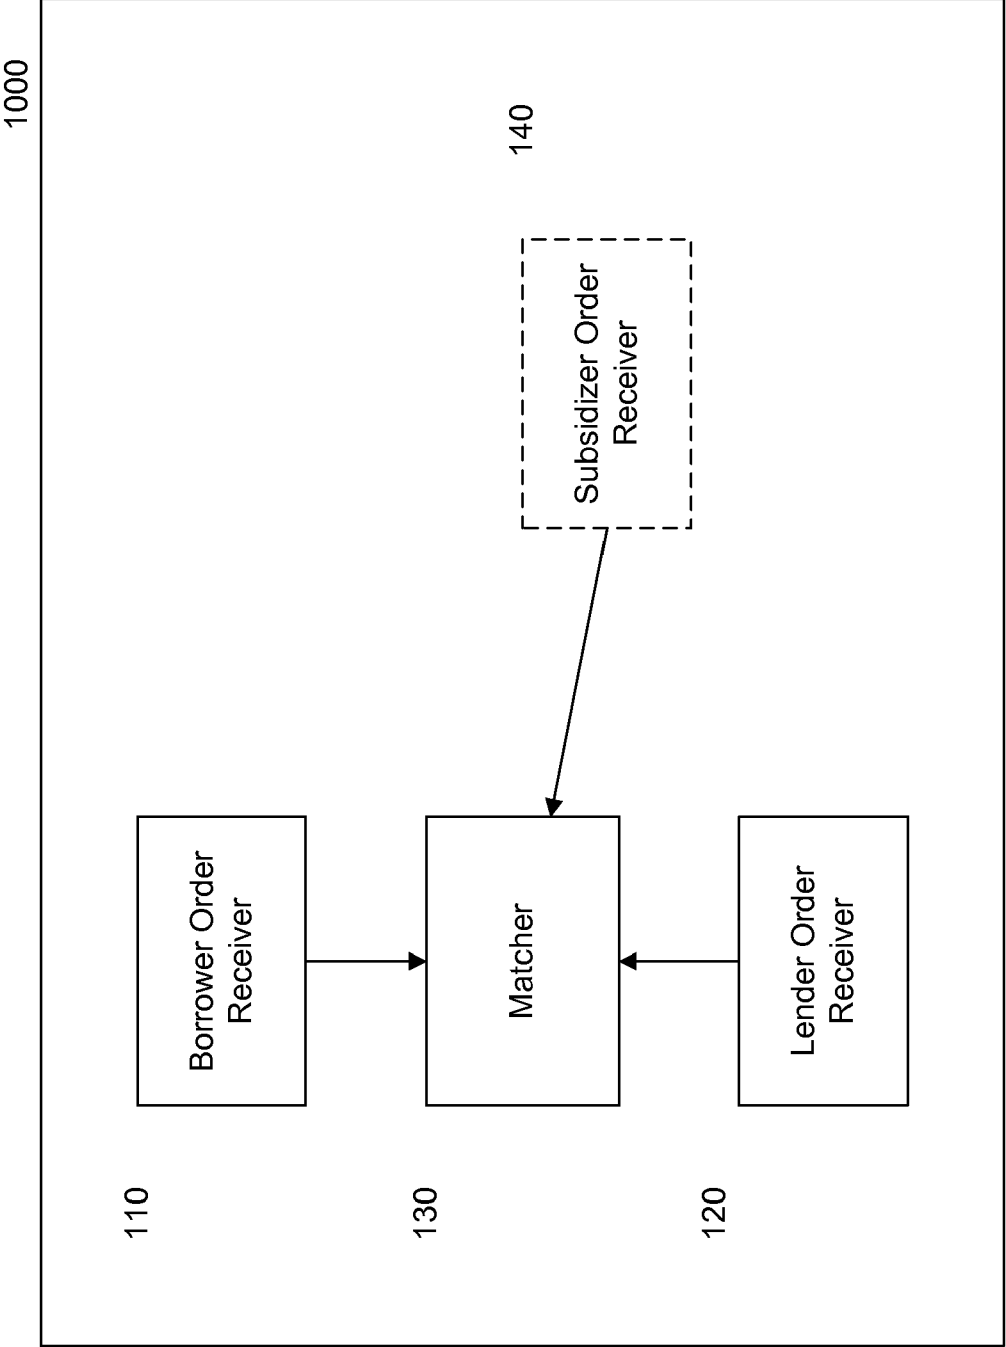 1000
110
Borrower Order
Receiver
130
Matcher
120
Lender Order
Receiver
140
Subsidizer Order
Receiver